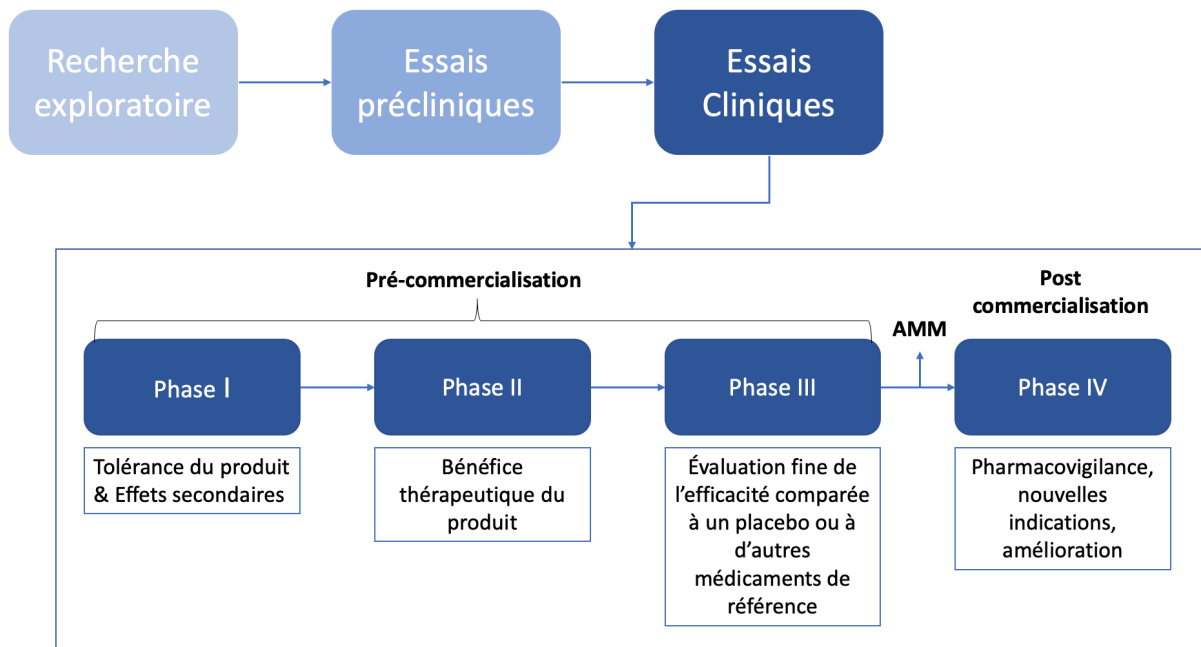 Recherche
exploratoire
Essais
précliniques
Essais
Cliniques
Pré-commercialisation
Post
commercialisation
AMM
Phase I
Phase II
Phase III
Phase IV
Tolérance du produit
& Effets secondaires
Bénéfice
thérapeutique du
produit
Évaluation fine de
l’efficacité comparée
à un placebo ou à
d’autres
médicaments de
référence
Pharmacovigilance,
nouvelles
indications,
amélioration